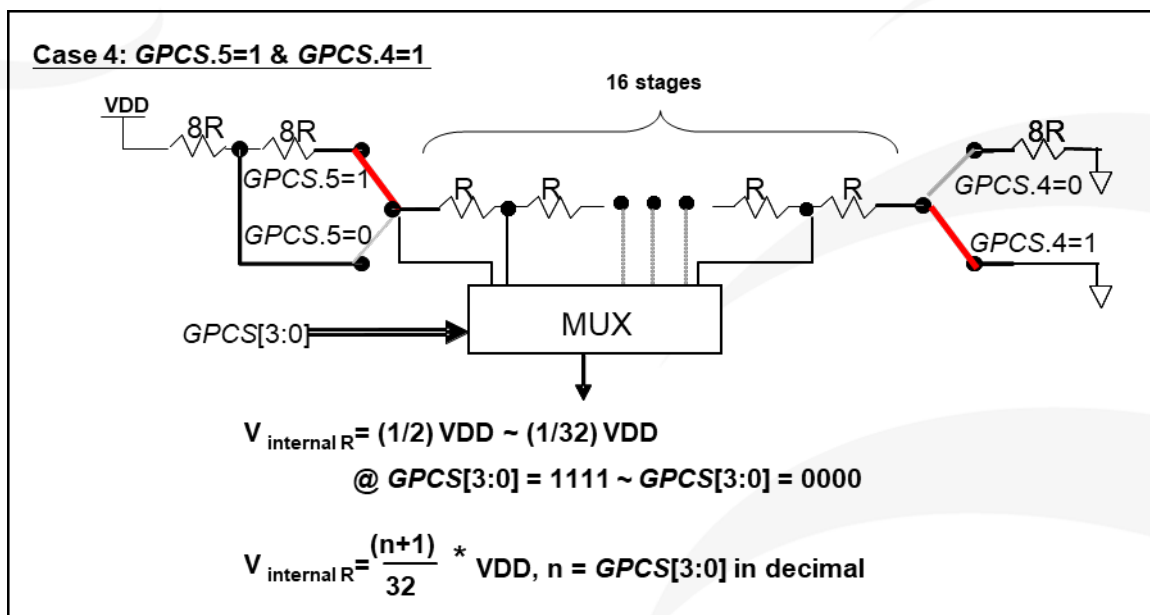 Case 4: GPCS.5=1 & GPCS.4=1
16 stages
VDD
8R
8R
8R
GPCS.5=1
R
R
R
R
GPCS.4=0
GPCS.5=0
GPCS.4=1
GPCS[3:0]
MUX
V internal R = (1/2) VDD ~ (1/32) VDD
@ GPCS[3:0] = 1111 ~ GPCS[3:0] = 0000
V internal R = (n+1)/32 * VDD, n = GPCS[3:0] in decimal